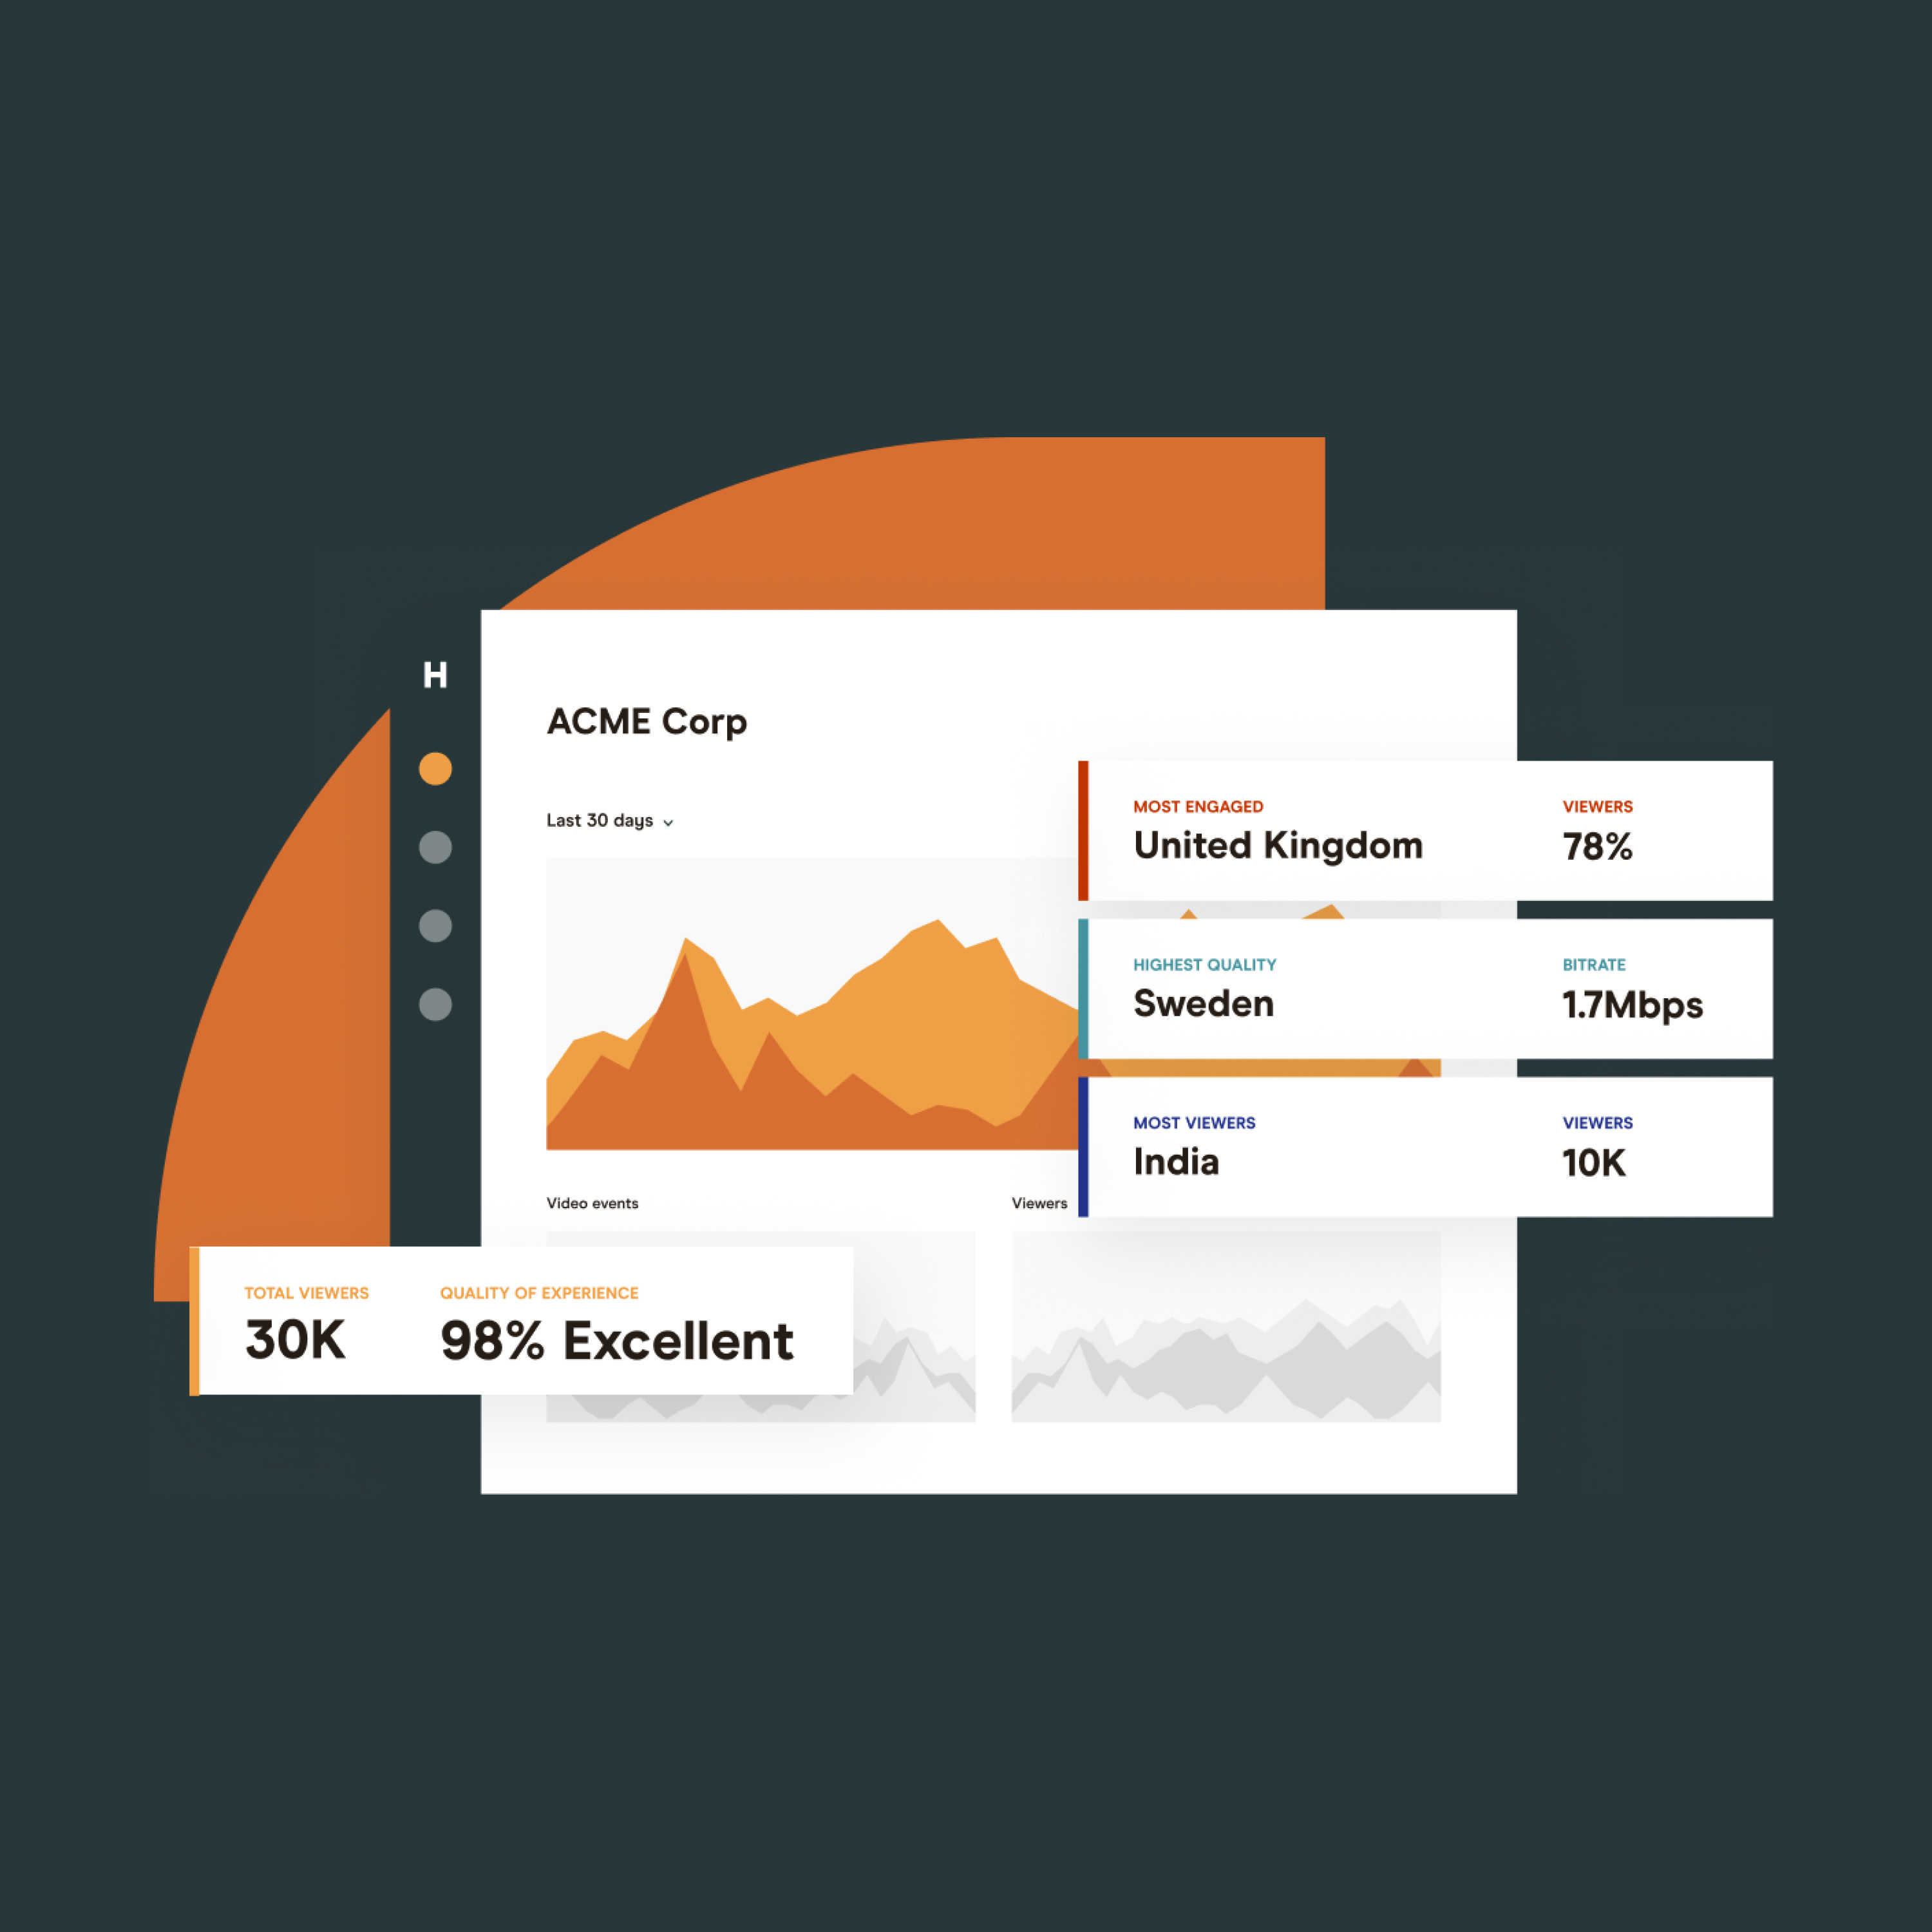 H
ACME Corp
Last 30 days
MOST ENGAGED VIEWERS
United Kingdom 78%
HIGHEST QUALITY BITRATE
Sweden 1.7Mbps
MOST VIEWERS VIEWERS
India 10K
Video events Viewers
TOTAL VIEWERS QUALITY OF EXPERIENCE
30K 98% Excellent